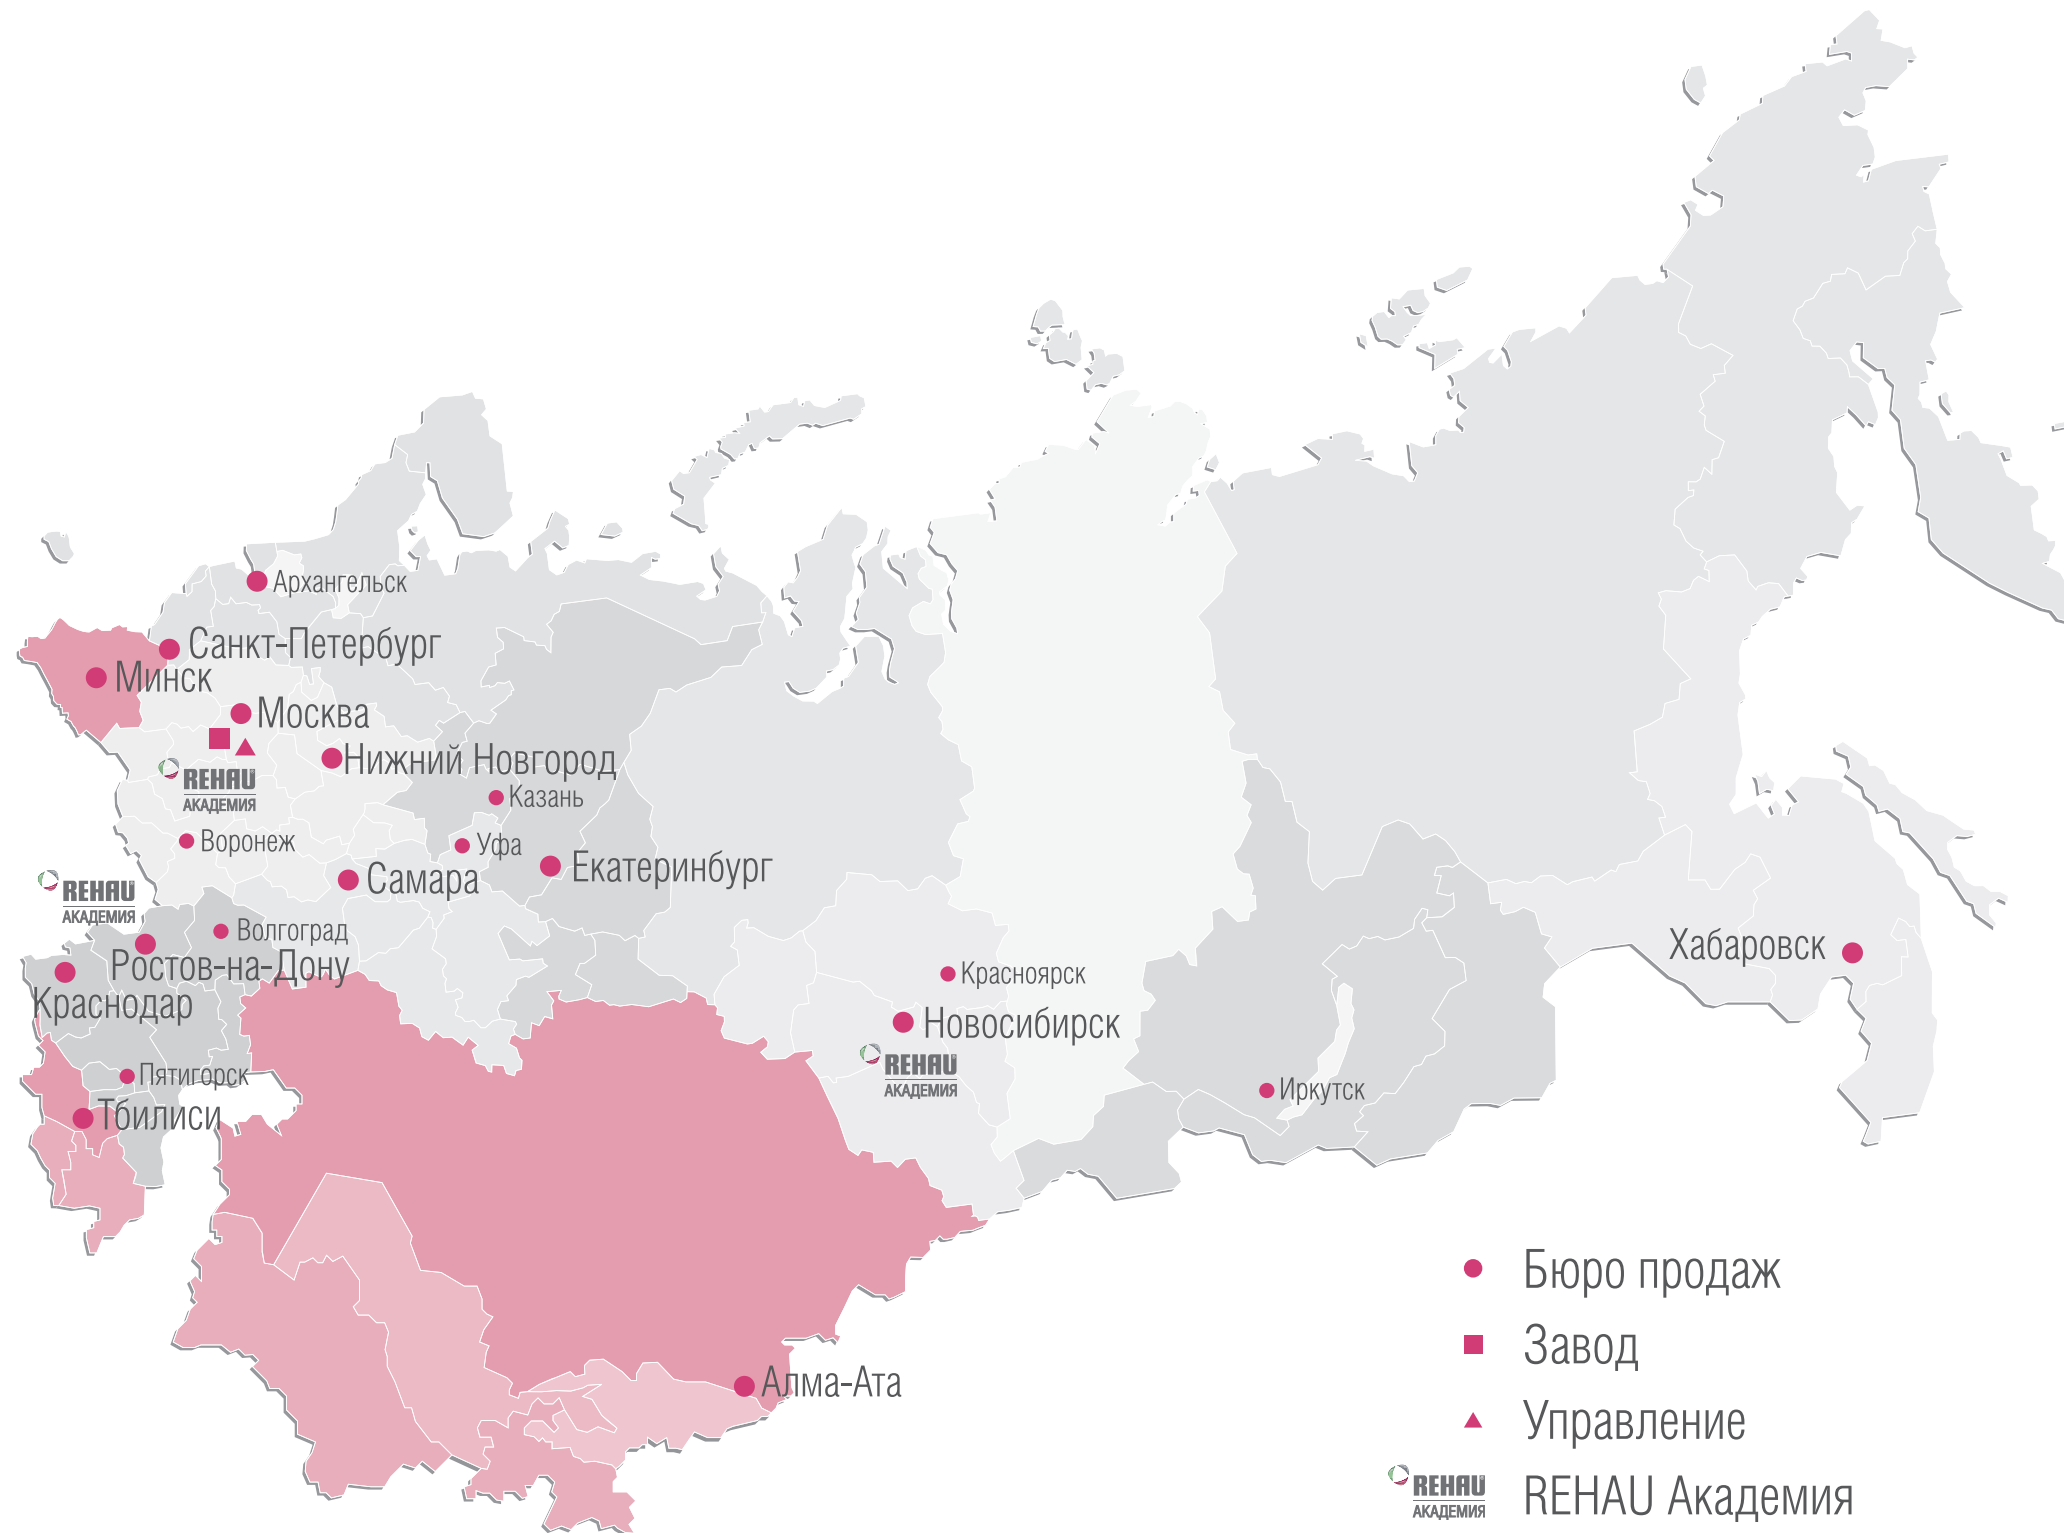 Архангельск
Санкт-Петербург
Минск
Москва
Нижний Новгород
REHAU
АКАДЕМИЯ
Казань
Воронеж
Уфа
Екатеринбург
Самара
REHAU
АКАДЕМИЯ
Волгоград
Хабаровск
Ростов-на-Дону
Красноярск
Краснодар
Новосибирск
REHAU
АКАДЕМИЯ
Пятигорск
Иркутск
Тбилиси
Бюро продаж
Завод
Алма-Ата
Управление
REHAU
АКАДЕМИЯ
REHAU Академия